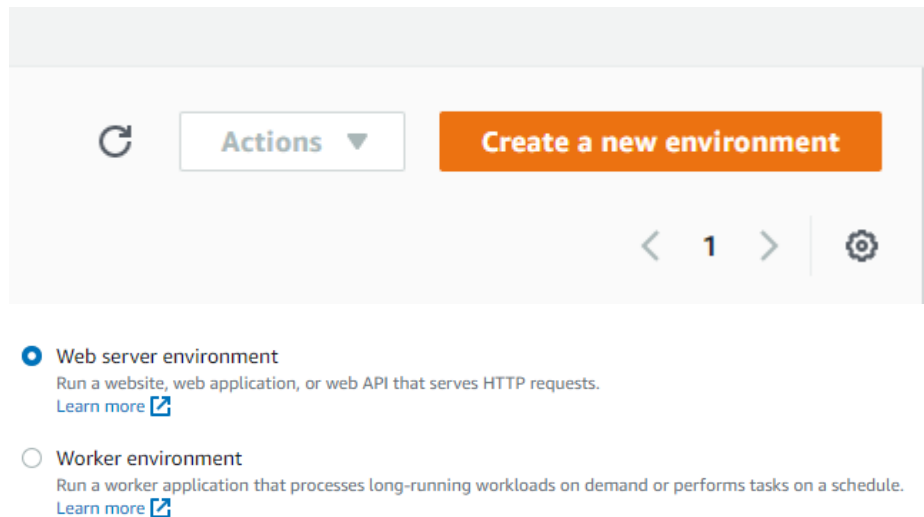 Actions
Create a new environment
1
Web server environment
Run a website, web application, or web API that serves HTTP requests.
Learn more
Worker environment
Run a worker application that processes long-running workloads on demand or performs tasks on a schedule.
Learn more